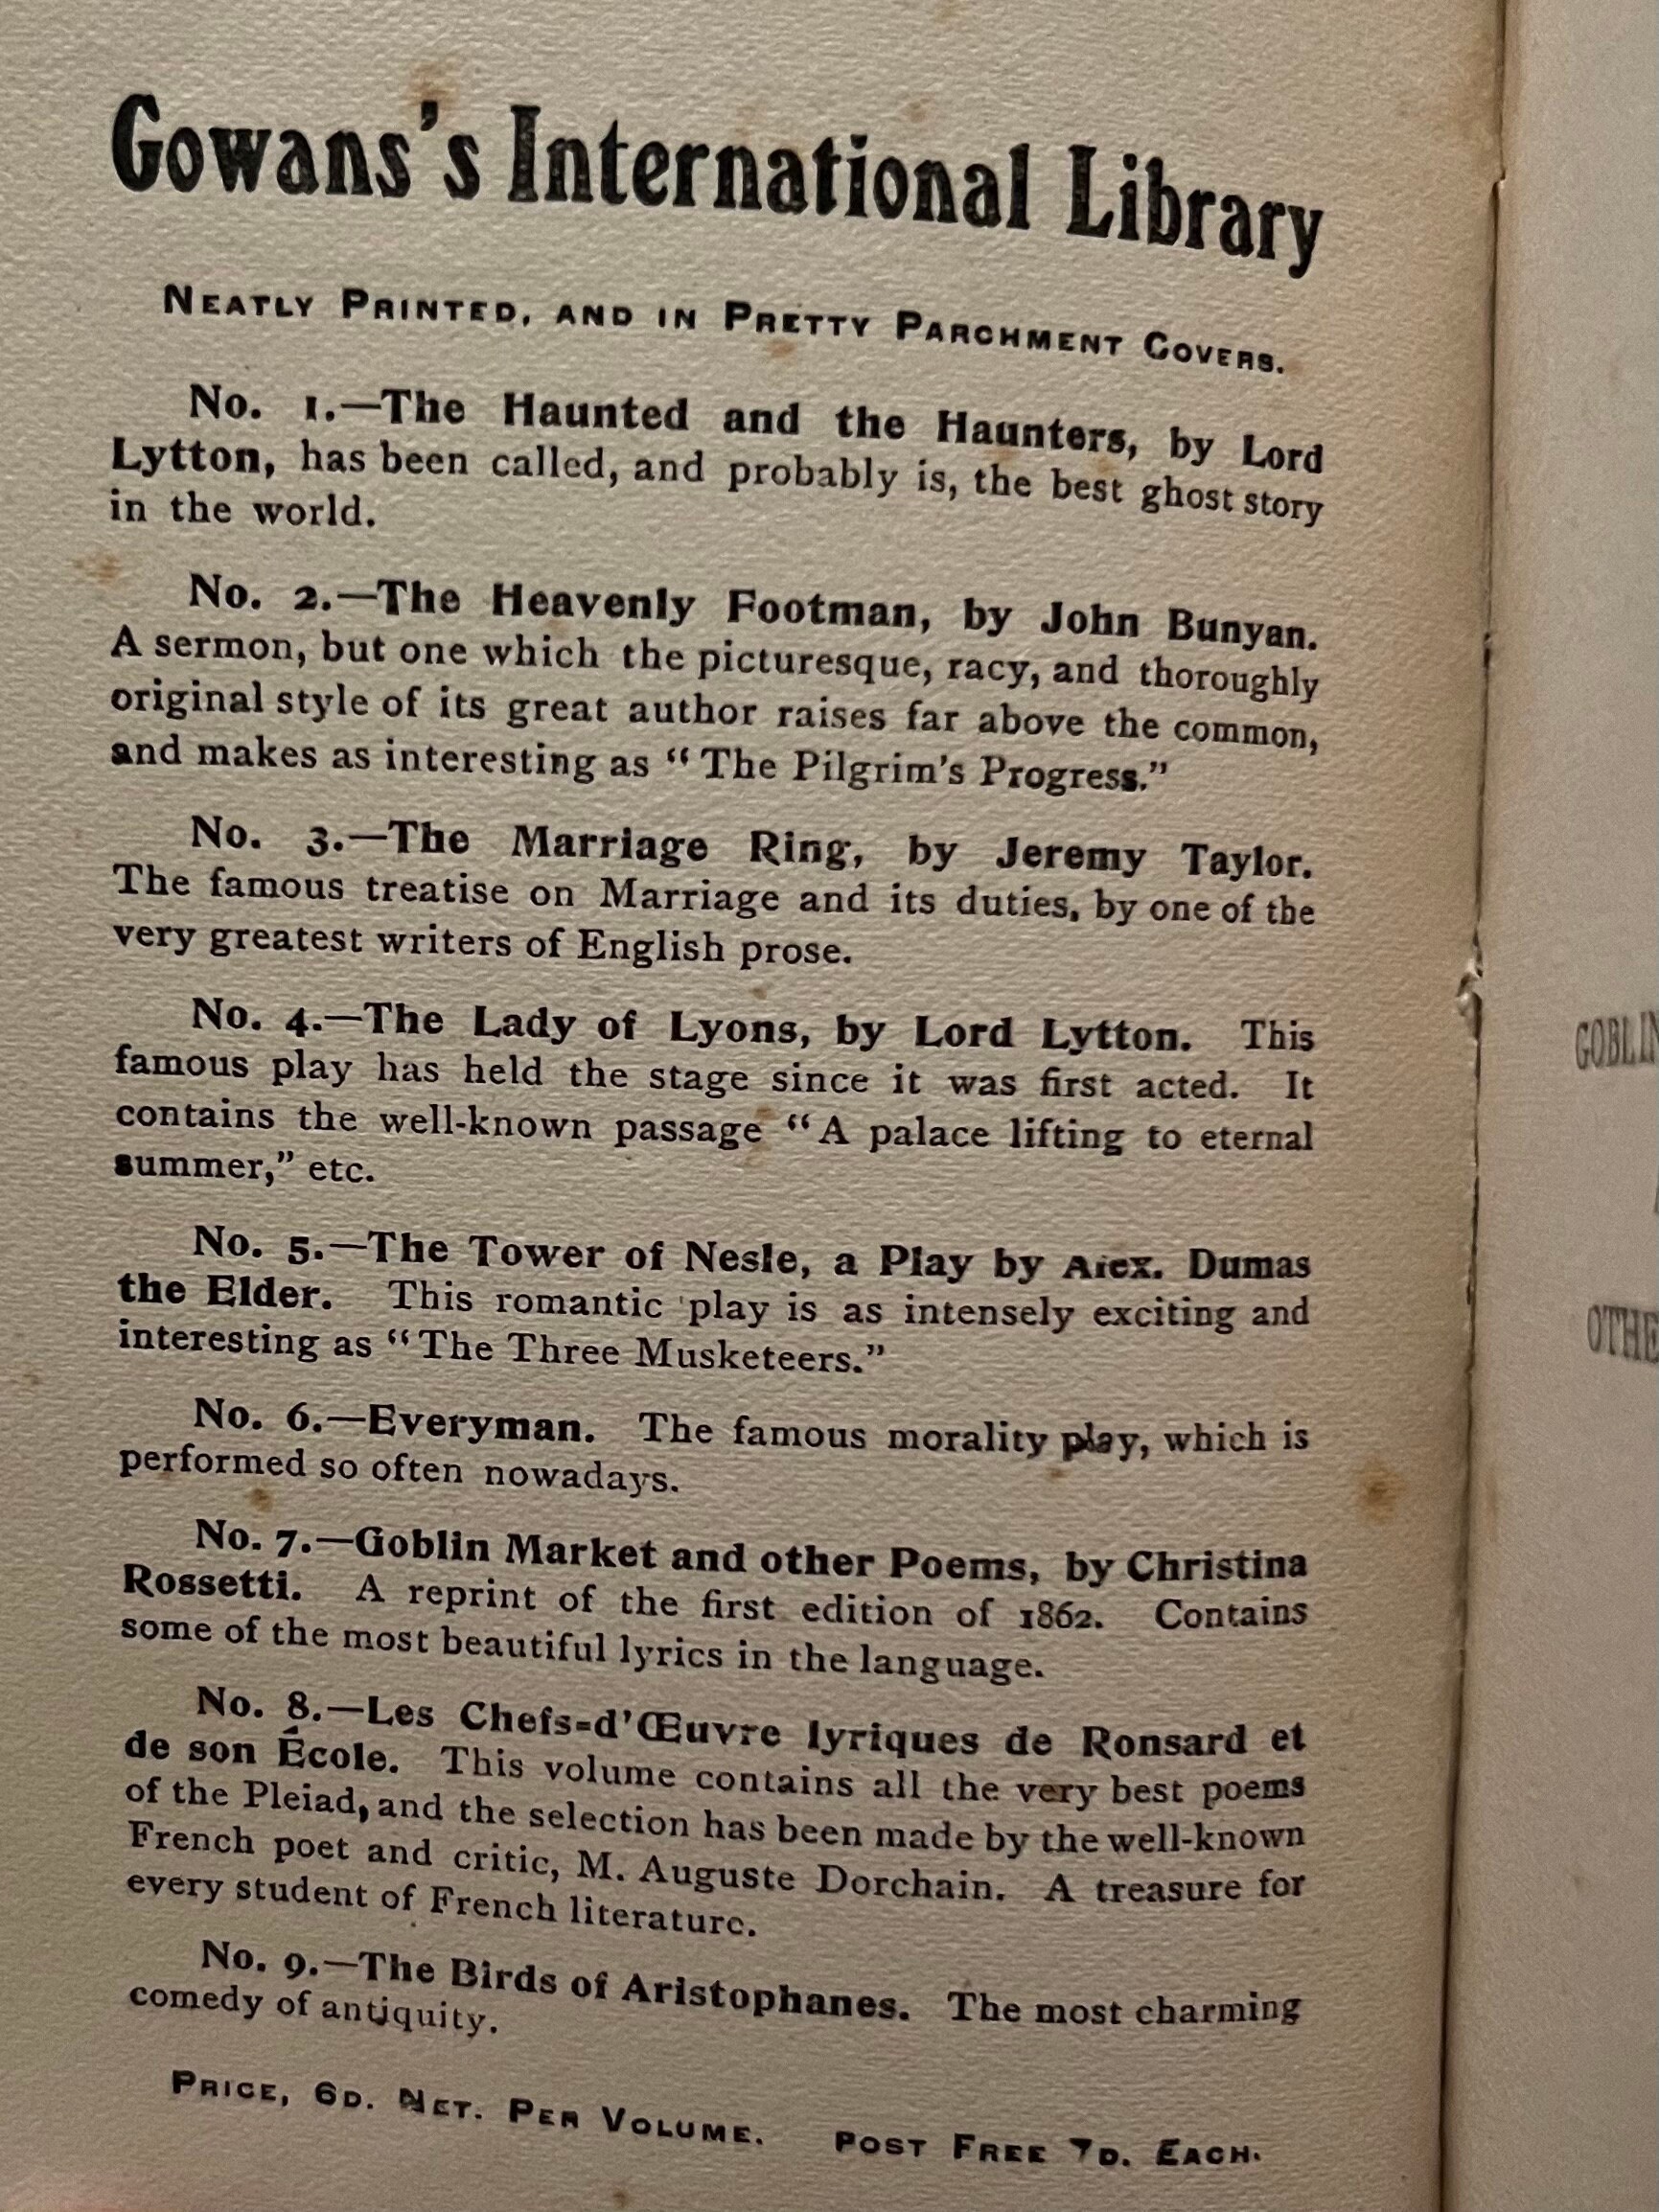 Gowans's International Library
Neatly Printed, and in Pretty Parchment Covers.
No. 1.—The Haunted and the Haunters, by Lord
Lytton, has been called, and probably is, the best ghost story
in the world.
No. 2.—The Heavenly Footman, by John Bunyan.
A sermon, but one which the picturesque, racy, and thoroughly
original style of its great author raises far above the common,
and makes as interesting as "The Pilgrim's Progress."
No. 3.—The Marriage Ring, by Jeremy Taylor.
The famous treatise on Marriage and its duties, by one of the
very greatest writers of English prose.
No. 4.—The Lady of Lyons, by Lord Lytton. This
famous play has held the stage since it was first acted. It
contains the well-known passage "A palace lifting to eternal
summer," etc.
No. 5.—The Tower of Nesle, a Play by Alex. Dumas
the Elder. This romantic play is as intensely exciting and
interesting as "The Three Musketeers."
No. 6.—Everyman. The famous morality play, which is
performed so often nowadays.
No. 7.—Goblin Market and other Poems, by Christina
Rossetti. A reprint of the first edition of 1862. Contains
some of the most beautiful lyrics in the language.
No. 8.—Les Chefs-d'Œuvre lyriques de Ronsard et
de son École. This volume contains all the very best poems
of the Pleiad, and the selection has been made by the well-known
French poet and critic, M. Auguste Dorchain. A treasure for
every student of French literature.
No. 9.—The Birds of Aristophanes. The most charming
comedy of antiquity.
Price, 6d. Net. Per Volume. Post Free 7d. Each.
GOBLIN
OTHE